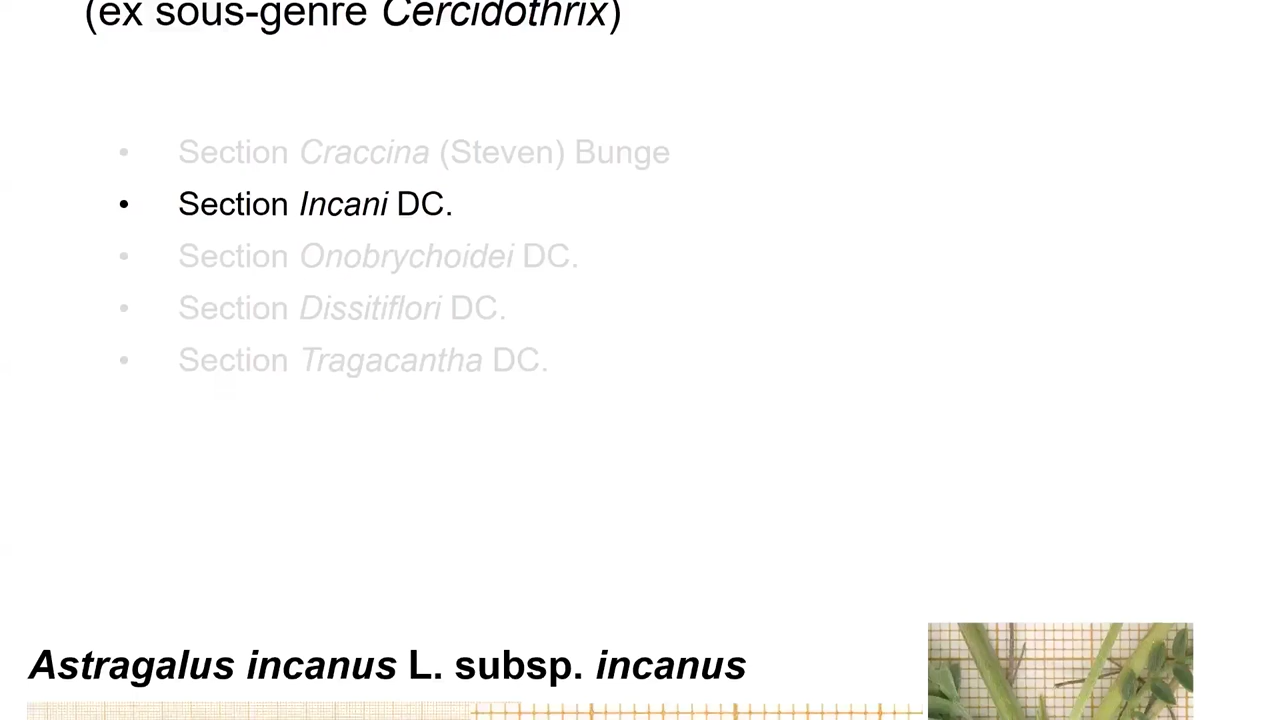 (ex sous-genre Cercidothrix)
• Section Craccina (Steven) Bunge
• Section Incani DC.
• Section Onobrychoidei DC.
• Section Dissitiflori DC.
• Section Tragacantha DC.
Astragalus incanus L. subsp. incanus